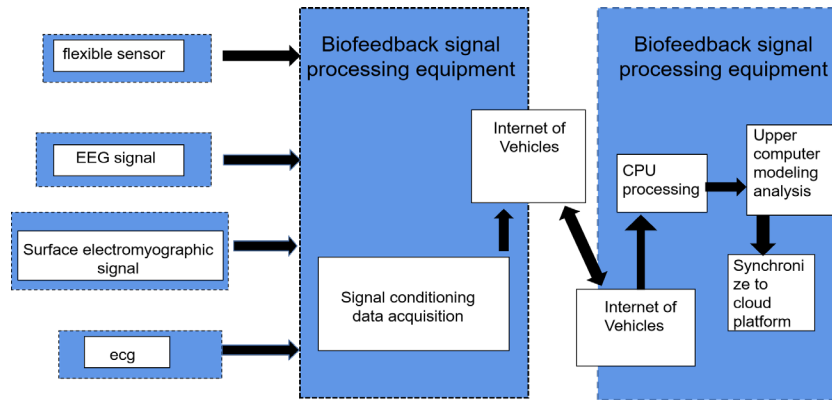 flexible sensor
EEG signal
Surface electromyographic
signal
ecg
Biofeedback signal
processing equipment
Signal conditioning
data acquisition
Internet of
Vehicles
Biofeedback signal
processing equipment
Internet of
Vehicles
CPU
processing
Upper
computer
modeling
analysis
Synchroni
ze to
cloud
platform